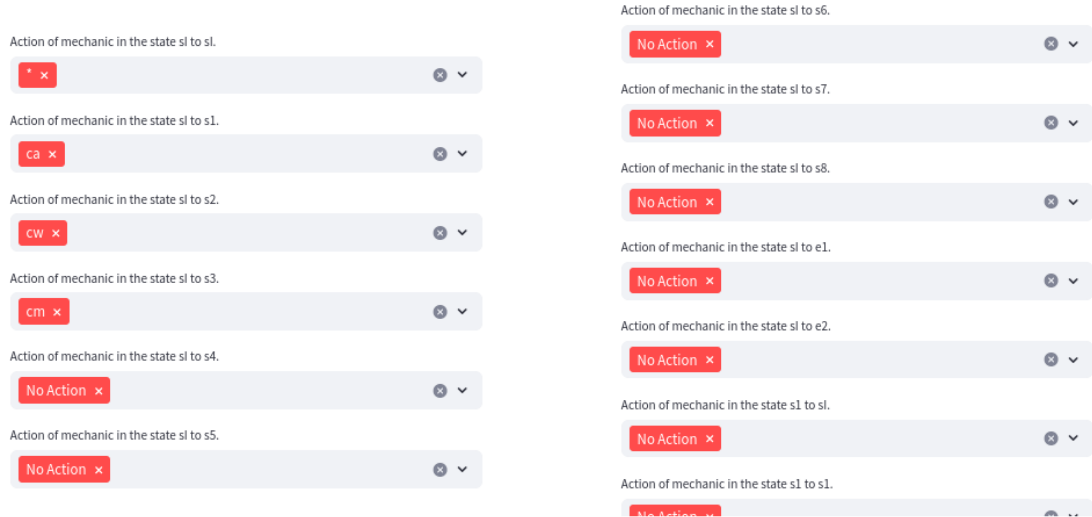 Action of mechanic in the state sl to sl.
*
Action of mechanic in the state sl to s1.
ca
Action of mechanic in the state sl to s2.
cw
Action of mechanic in the state sl to s3.
cm
Action of mechanic in the state sl to s4.
No Action
Action of mechanic in the state sl to s5.
No Action
Action of mechanic in the state sl to s6.
No Action
Action of mechanic in the state sl to s7.
No Action
Action of mechanic in the state sl to s8.
No Action
Action of mechanic in the state sl to e1.
No Action
Action of mechanic in the state sl to e2.
No Action
Action of mechanic in the state s1 to sl.
No Action
Action of mechanic in the state s1 to s1.
No Action